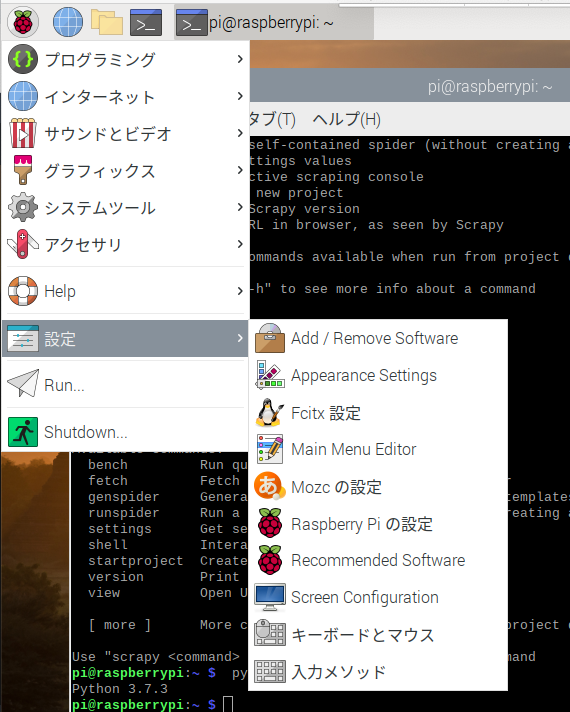 pi@raspberrypi: ~
プログラミング
インターネット
サウンドとビデオ
グラフィックス
システムツール
アクセサリ
Help
設定
Run...
Shutdown...
Add / Remove Software
Appearance Settings
Fcitx 設定
Main Menu Editor
Mozc の設定
Raspberry Pi の設定
Recommended Software
Screen Configuration
キーボードとマウス
入力メソッド
pi@raspberrypi: ~
タブ(T) ヘルプ(H)
self-contained spider (without creating a
ttings values
ctive scraping console
new project
Scrapy version
RL in browser, as seen by Scrapy
ommands available when run from project
-h" to see more info about a command
bench Run qu
fetch Fetch
genspider Genera templates
runspider Run a reating a
settings Get se
shell Intera
startproject Create
version Print
view Open U
[ more ] More c project
Use "scrapy <command> mmand
pi@raspberrypi:~ $ py
Python 3.7.3
pi@raspberrypi:~ $